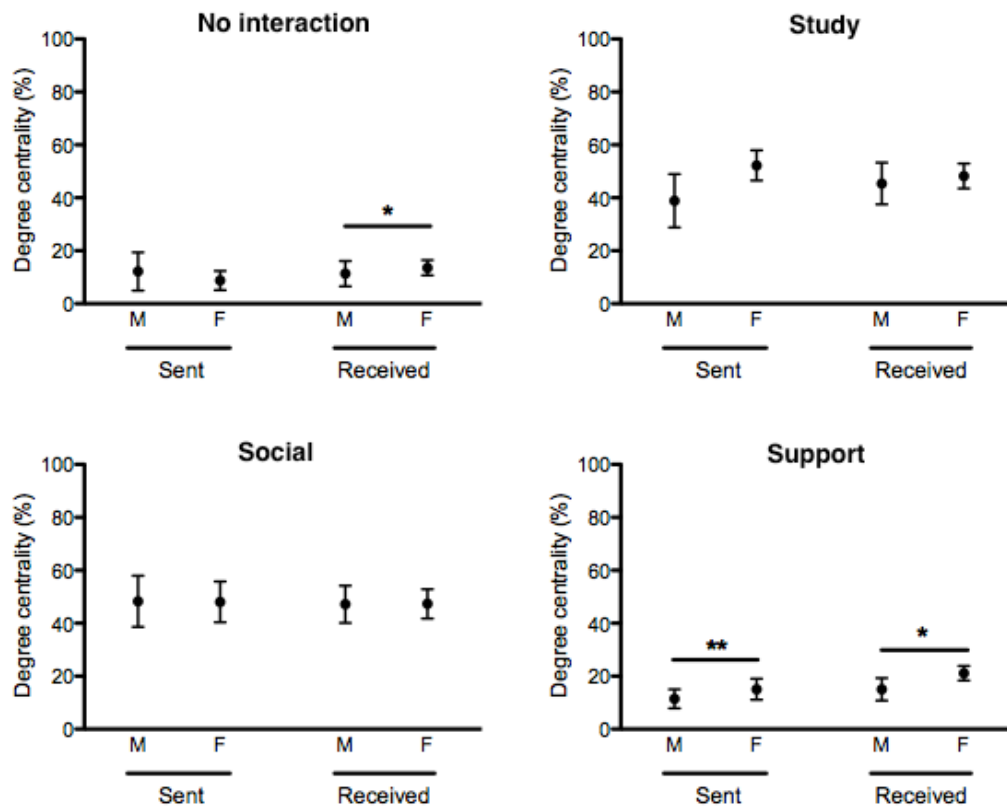 No interaction
Degree centrality (%)
100
80
60
40
20
0
*
M F M F
Sent Received
Study
Degree centrality (%)
100
80
60
40
20
0
M F M F
Sent Received
Social
Degree centrality (%)
100
80
60
40
20
0
M F M F
Sent Received
Support
Degree centrality (%)
100
80
60
40
20
0
** *
M F M F
Sent Received